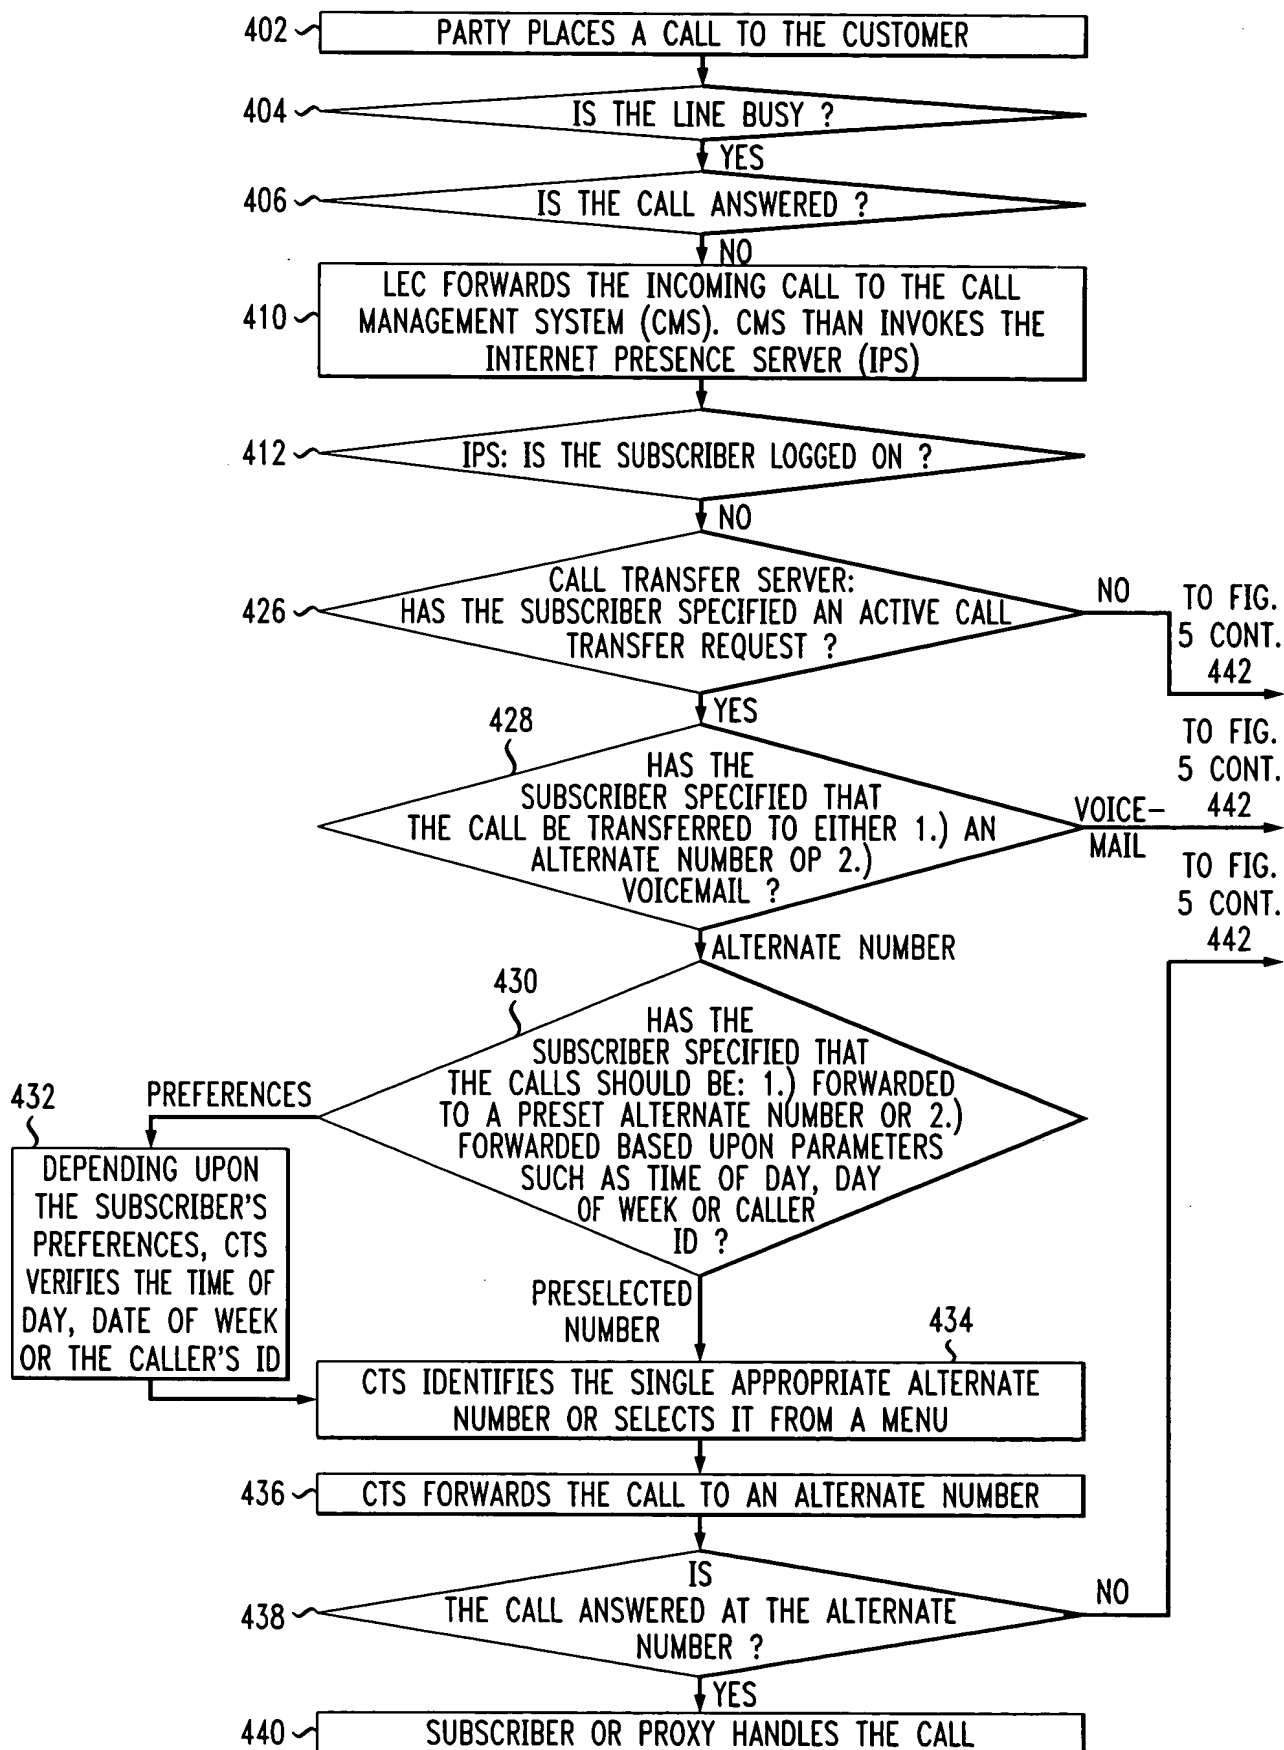 402
PARTY PLACES A CALL TO THE CUSTOMER
404
IS THE LINE BUSY ?
YES
406
IS THE CALL ANSWERED ?
NO
410
LEC FORWARDS THE INCOMING CALL TO THE CALL
MANAGEMENT SYSTEM (CMS). CMS THAN INVOKES THE
INTERNET PRESENCE SERVER (IPS)
412
IPS: IS THE SUBSCRIBER LOGGED ON ?
NO
426
CALL TRANSFER SERVER:
HAS THE SUBSCRIBER SPECIFIED AN ACTIVE CALL
TRANSFER REQUEST ?
NO
TO FIG.
5 CONT.
442
YES
428
HAS THE
SUBSCRIBER SPECIFIED THAT
THE CALL BE TRANSFERRED TO EITHER 1.) AN
ALTERNATE NUMBER OP 2.)
VOICEMAIL ?
VOICE-
MAIL
TO FIG.
5 CONT.
442
ALTERNATE NUMBER
TO FIG.
5 CONT.
442
430
HAS THE
SUBSCRIBER SPECIFIED THAT
THE CALLS SHOULD BE: 1.) FORWARDED
TO A PRESET ALTERNATE NUMBER OR 2.)
FORWARDED BASED UPON PARAMETERS
SUCH AS TIME OF DAY, DAY
OF WEEK OR CALLER
ID ?
PREFERENCES
432
DEPENDING UPON
THE SUBSCRIBER'S
PREFERENCES, CTS
VERIFIES THE TIME OF
DAY, DATE OF WEEK
OR THE CALLER'S ID
PRESELECTED
NUMBER
434
CTS IDENTIFIES THE SINGLE APPROPRIATE ALTERNATE
NUMBER OR SELECTS IT FROM A MENU
436
CTS FORWARDS THE CALL TO AN ALTERNATE NUMBER
438
IS
THE CALL ANSWERED AT THE ALTERNATE
NUMBER ?
NO
YES
440
SUBSCRIBER OR PROXY HANDLES THE CALL